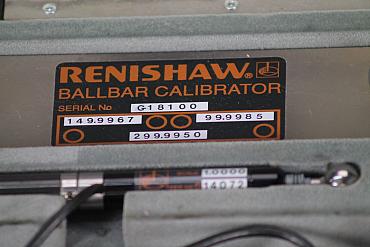 RENISHAW®
BALLBAR CALIBRATOR
SERIAL No G18100
149.9967 99.9985
299.9950
1.0000
14072